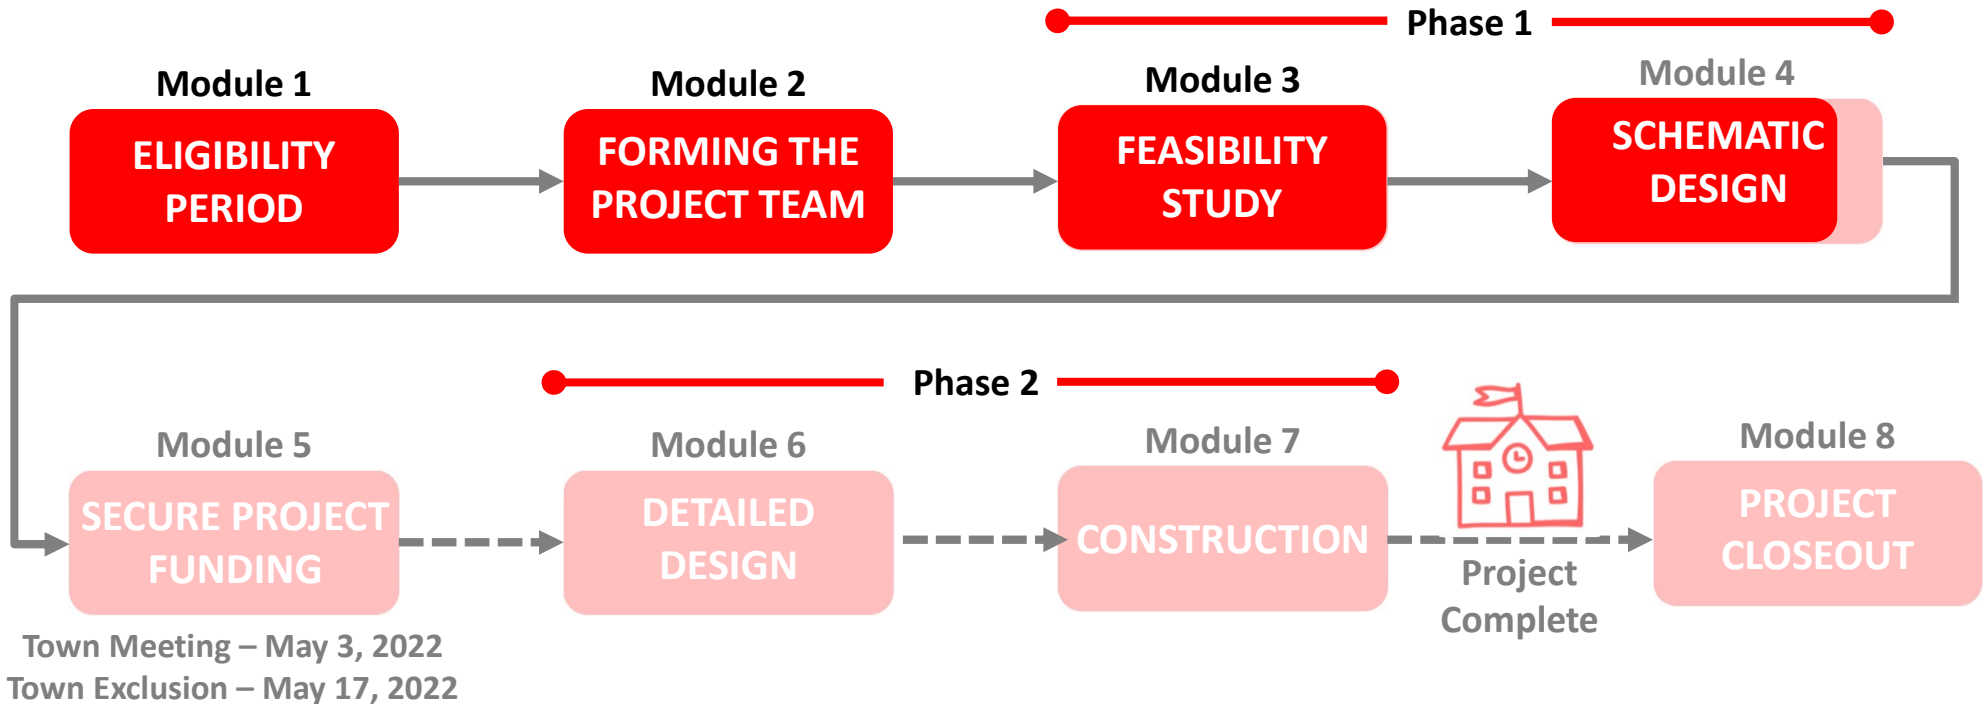 Phase 1
Module 1
ELIGIBILITY
PERIOD
Module 2
FORMING THE
PROJECT TEAM
Module 3
FEASIBILITY
STUDY
Module 4
SCHEMATIC
DESIGN
Phase 2
Module 5
SECURE PROJECT
FUNDING
Town Meeting – May 3, 2022
Town Exclusion – May 17, 2022
Module 6
DETAILED
DESIGN
Module 7
CONSTRUCTION
Project
Complete
Module 8
PROJECT
CLOSEOUT